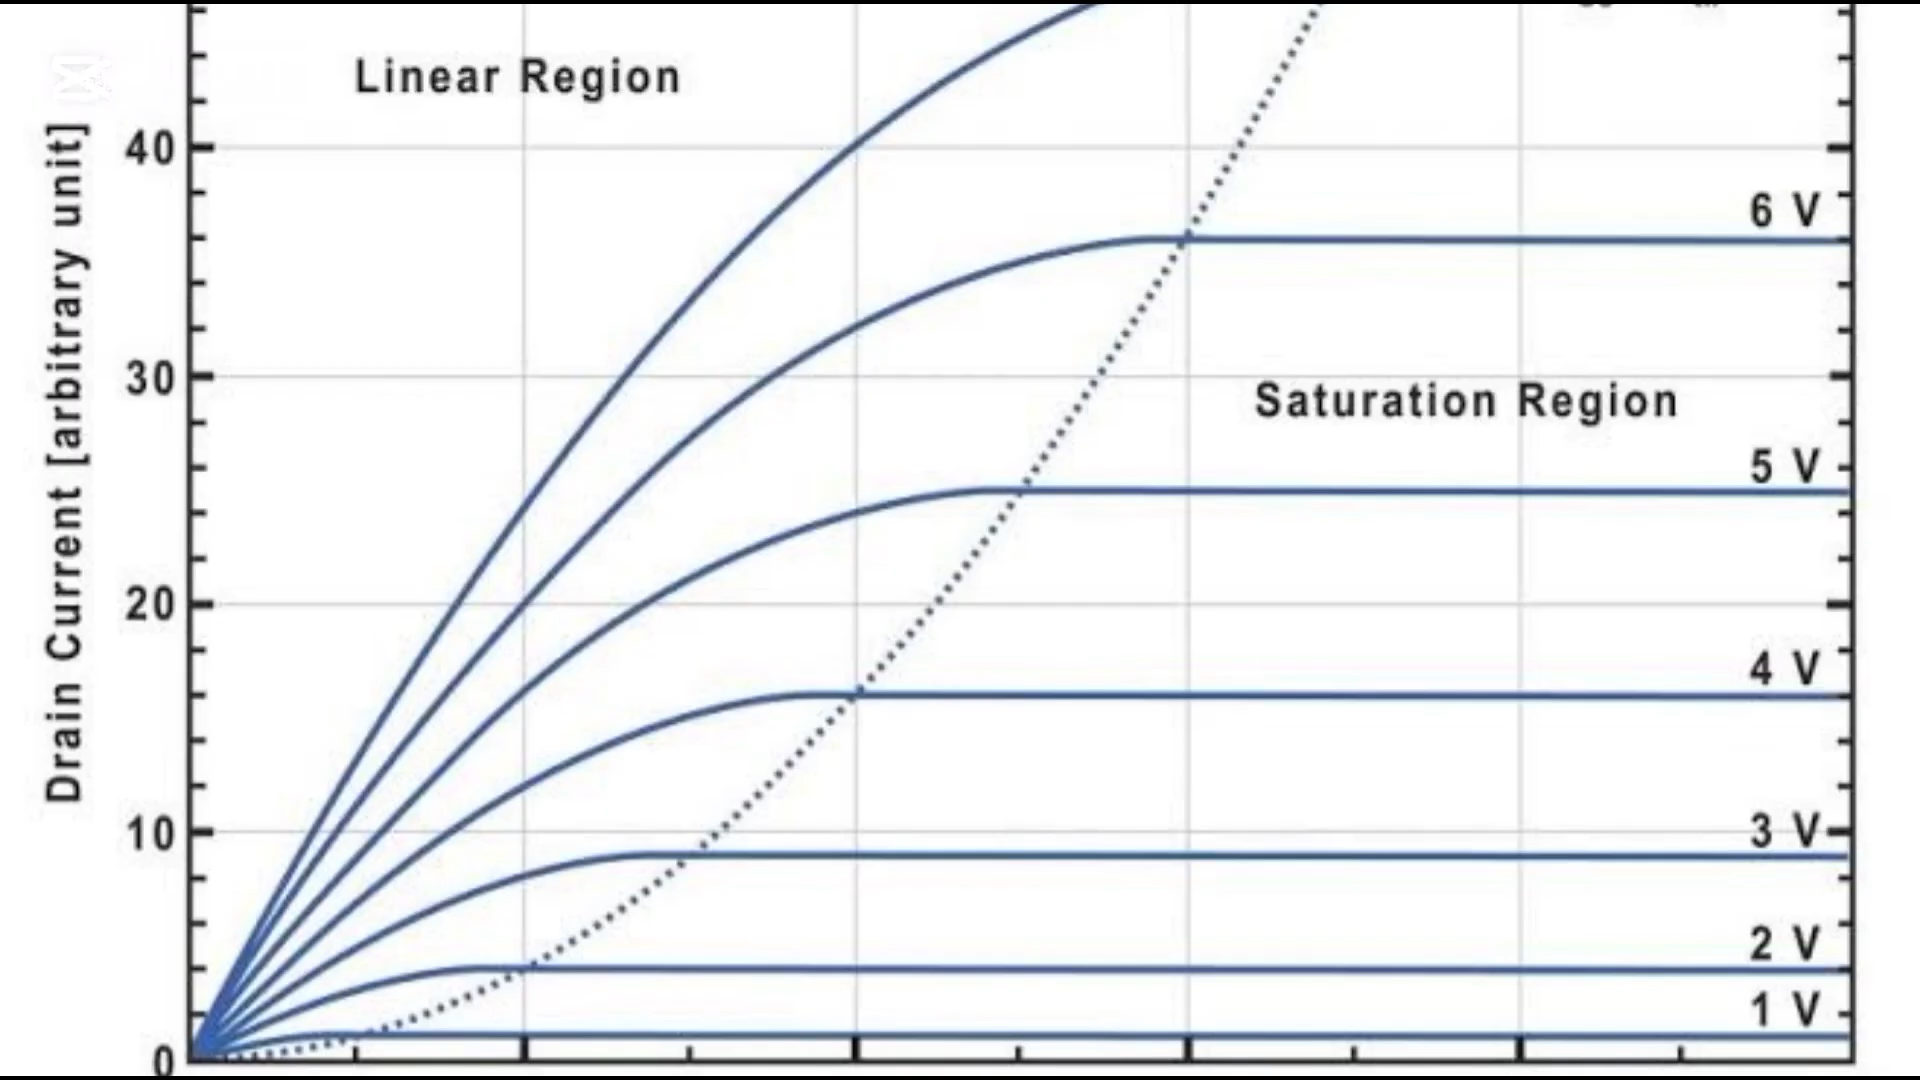 Linear Region
Drain Current [arbitrary unit]
40
6 V
30
Saturation Region
5 V
20
4 V
10
3 V
2 V
1 V
0